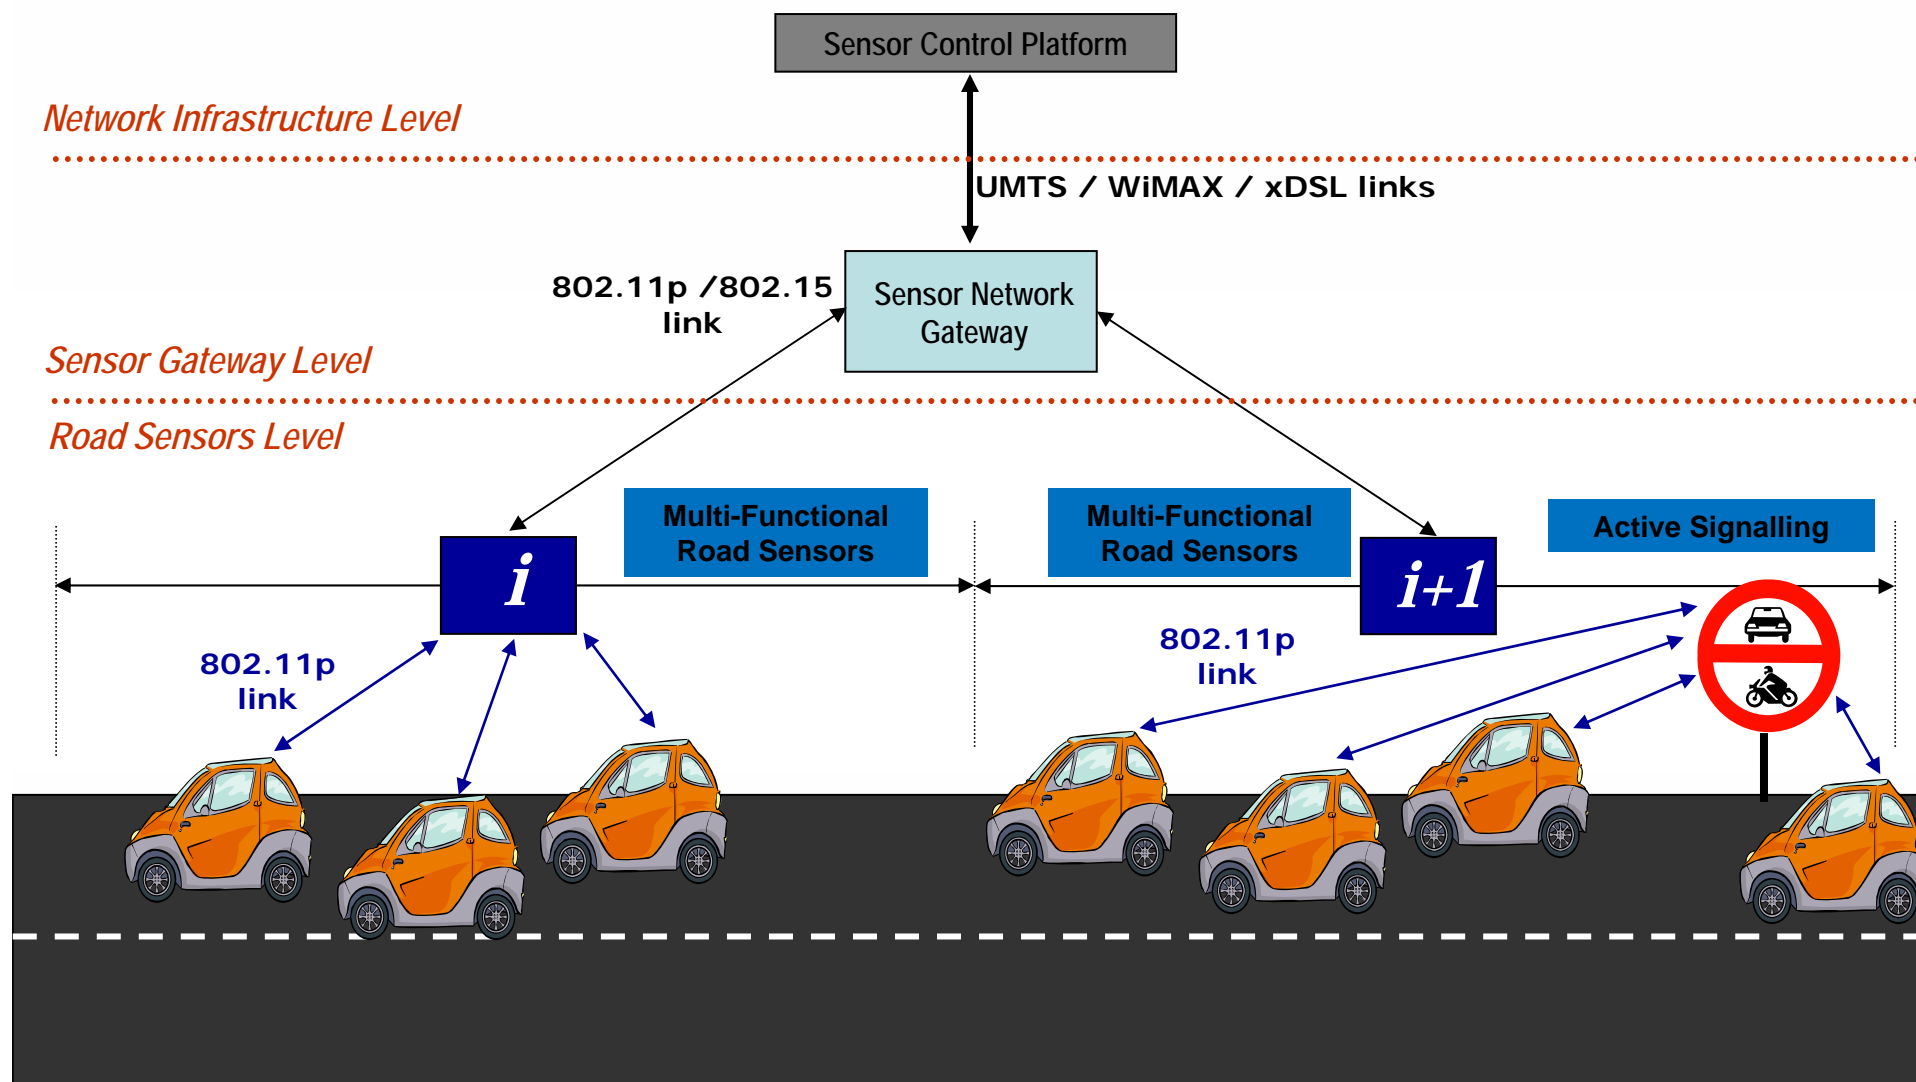 Sensor Control Platform
Network Infrastructure Level
UMTS / WiMAX / xDSL links
802.11p /802.15
link
Sensor Network
Gateway
Sensor Gateway Level
Road Sensors Level
Multi-Functional
Road Sensors
Multi-Functional
Road Sensors
Active Signalling
i
i+1
802.11p
link
802.11p
link